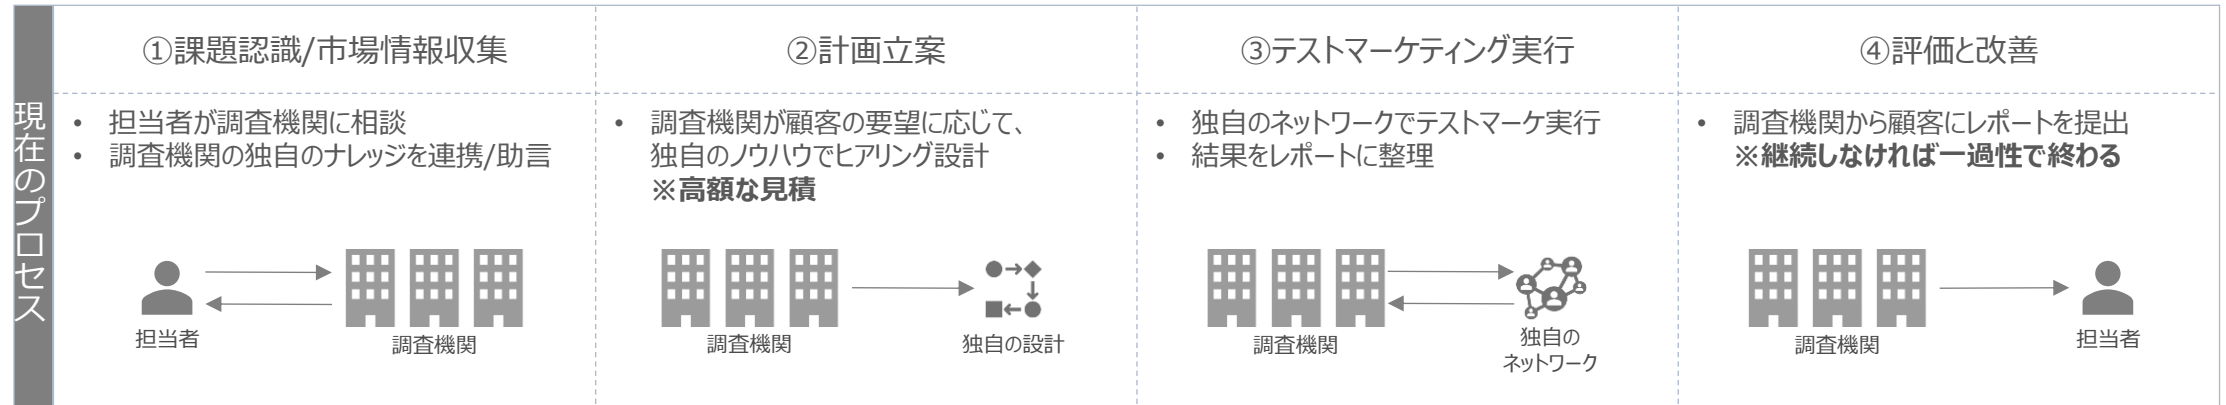 現在のプロセス
①課題認識/市場情報収集
• 担当者が調査機関に相談
• 調査機関の独自のナレッジを連携/助言
担当者
調査機関
②計画立案
• 調査機関が顧客の要望に応じて、
独自のノウハウでヒアリング設計
※高額な見積
調査機関
独自の設計
③テストマーケティング実行
• 独自のネットワークでテストマーケ実行
• 結果をレポートに整理
調査機関
独自の
ネットワーク
④評価と改善
• 調査機関から顧客にレポートを提出
※継続しなければ一過性で終わる
調査機関
担当者